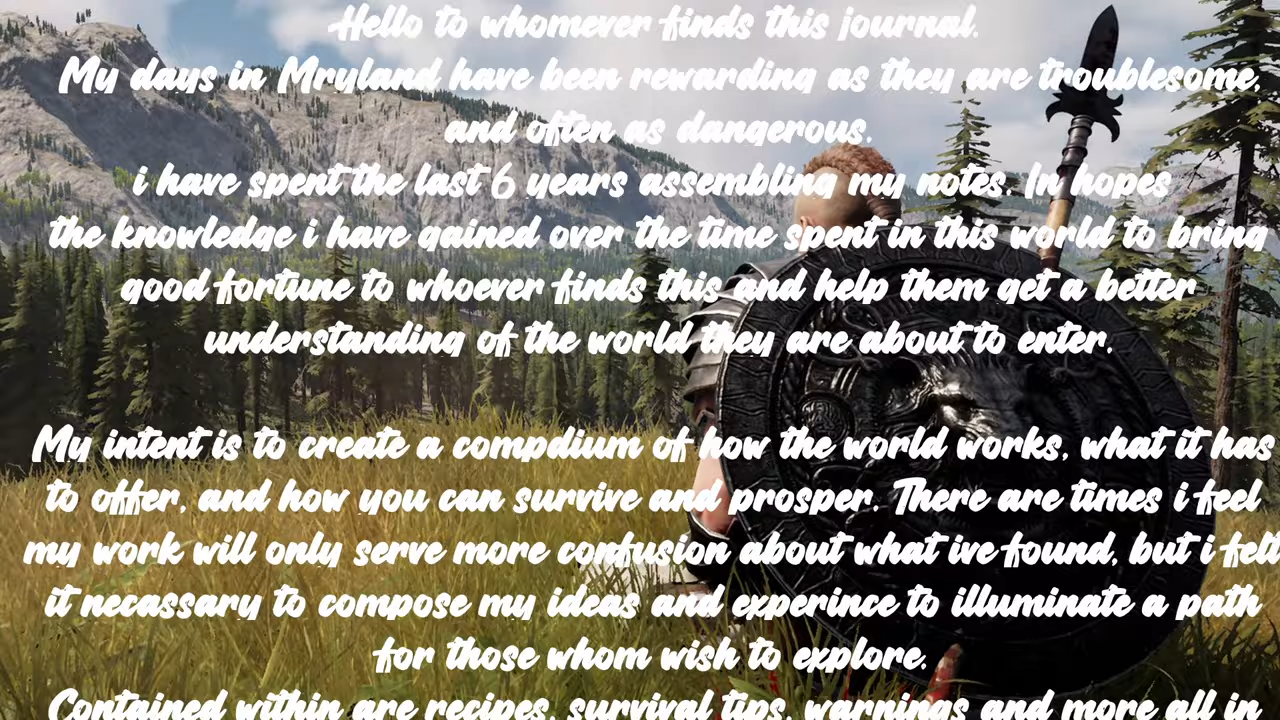 Hello to whomever finds this journal.
My days in Mryland have been rewarding as they are troublesome,
and often as dangerous.
i have spent the last 6 years assembling my notes. In hopes
the knowledge i have gained over the time spent in this world to bring
good fortune to whoever finds this and help them get a better
understanding of the world they are about to enter.
My intent is to create a compdium of how the world works, what it has
to offer, and how you can survive and prosper. There are times i feel
my work will only serve more confusion about what ive found, but i felt
it necassary to compose my ideas and experince to illuminate a path
for those whom wish to explore.
Contained within are recipes, survival tips, warnings and more all in